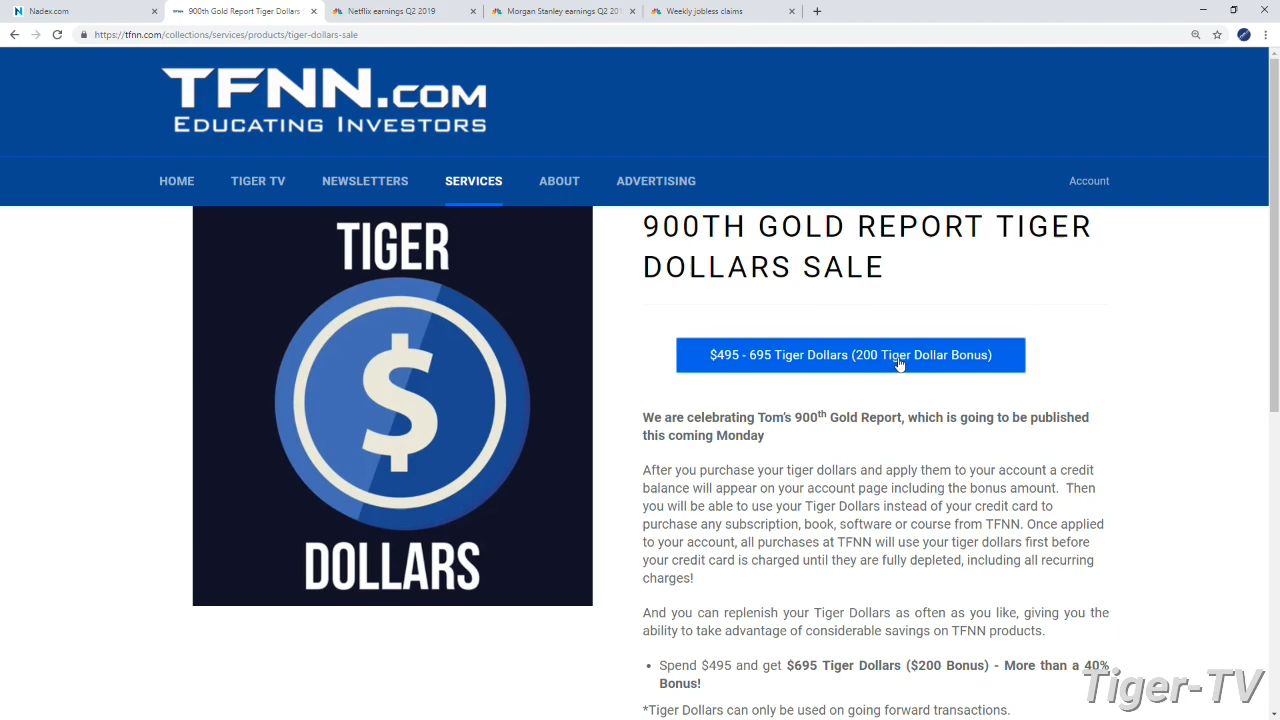 Nadex.com
900th Gold Report Tiger Dollars
Netflix earnings Q2 2019
Morgan Stanley earnings Q2 201
Weekly jobless claims
https://tfnn.com/collections/services/products/tiger-dollars-sale
TFNN.COM
EDUCATING INVESTORS
HOME
TIGER TV
NEWSLETTERS
SERVICES
ABOUT
ADVERTISING
Account
TIGER
$
DOLLARS
900TH GOLD REPORT TIGER
DOLLARS SALE
$495 - 695 Tiger Dollars (200 Tiger Dollar Bonus)
We are celebrating Tom's 900th Gold Report, which is going to be published
this coming Monday
After you purchase your tiger dollars and apply them to your account a credit
balance will appear on your account page including the bonus amount. Then
you will be able to use your Tiger Dollars instead of your credit card to
purchase any subscription, book, software or course from TFNN. Once applied
to your account, all purchases at TFNN will use your tiger dollars first before
your credit card is charged until they are fully depleted, including all recurring
charges!
And you can replenish your Tiger Dollars as often as you like, giving you the
ability to take advantage of considerable savings on TFNN products.
• Spend $495 and get $695 Tiger Dollars ($200 Bonus) - More than a 40%
Bonus!
*Tiger Dollars can only be used on going forward transactions.
Tiger-TV